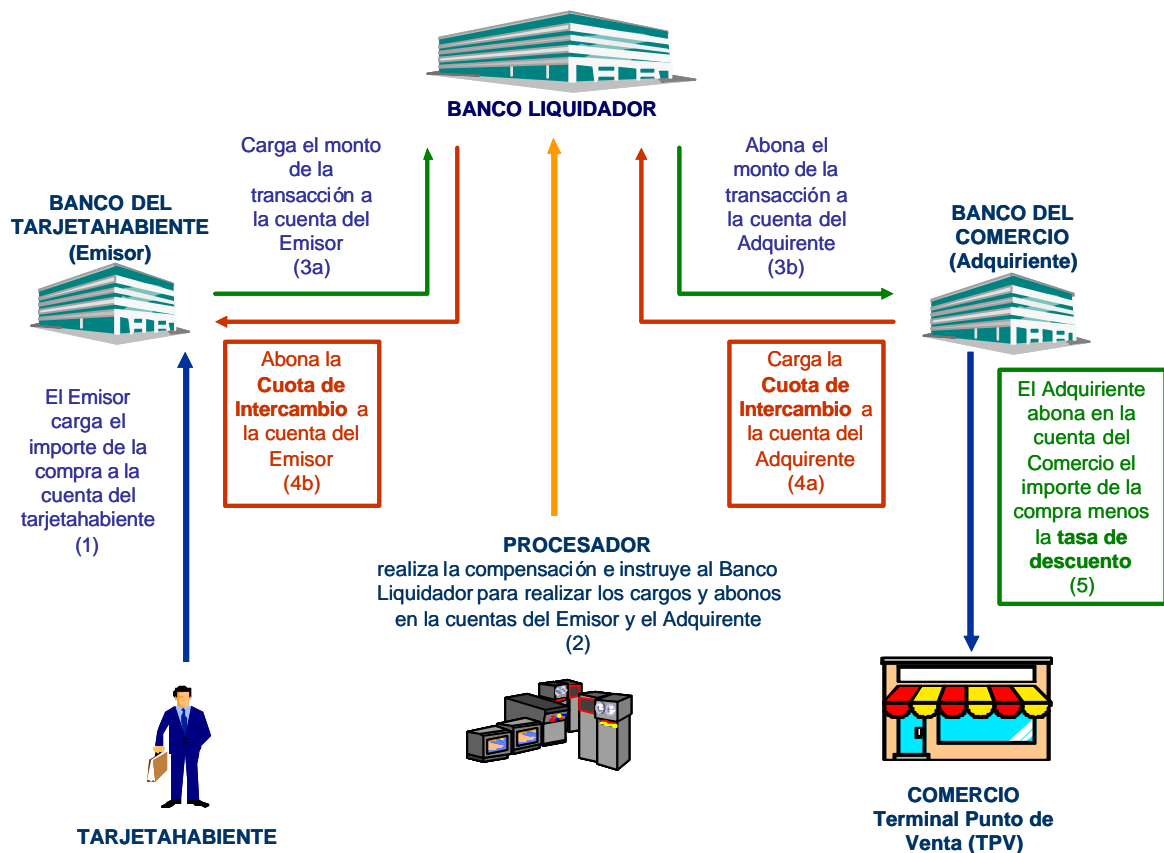 BANCO LIQUIDADOR
Carga el monto
de la
transacción a
la cuenta del
Emisor
(3a)
Abona el
monto de la
transacción a
la cuenta del
Adquirente
(3b)
BANCO DEL
TARJETAHABIENTE
(Emisor)
BANCO DEL
COMERCIO
(Adquiriente)
El Emisor
carga el
importe de la
compra a la
cuenta del
tarjetahabiente
(1)
Abona la
Cuota de
Intercambio a
la cuenta del
Emisor
(4b)
Carga la
Cuota de
Intercambio a
la cuenta del
Adquirente
(4a)
El Adquiriente
abona en la
cuenta del
Comercio el
importe de la
compra menos
la tasa de
descuento
(5)
PROCESADOR
realiza la compensación e instruye al Banco
Liquidador para realizar los cargos y abonos
en la cuentas del Emisor y el Adquirente
(2)
TARJETAHABIENTE
COMERCIO
Terminal Punto de
Venta (TPV)